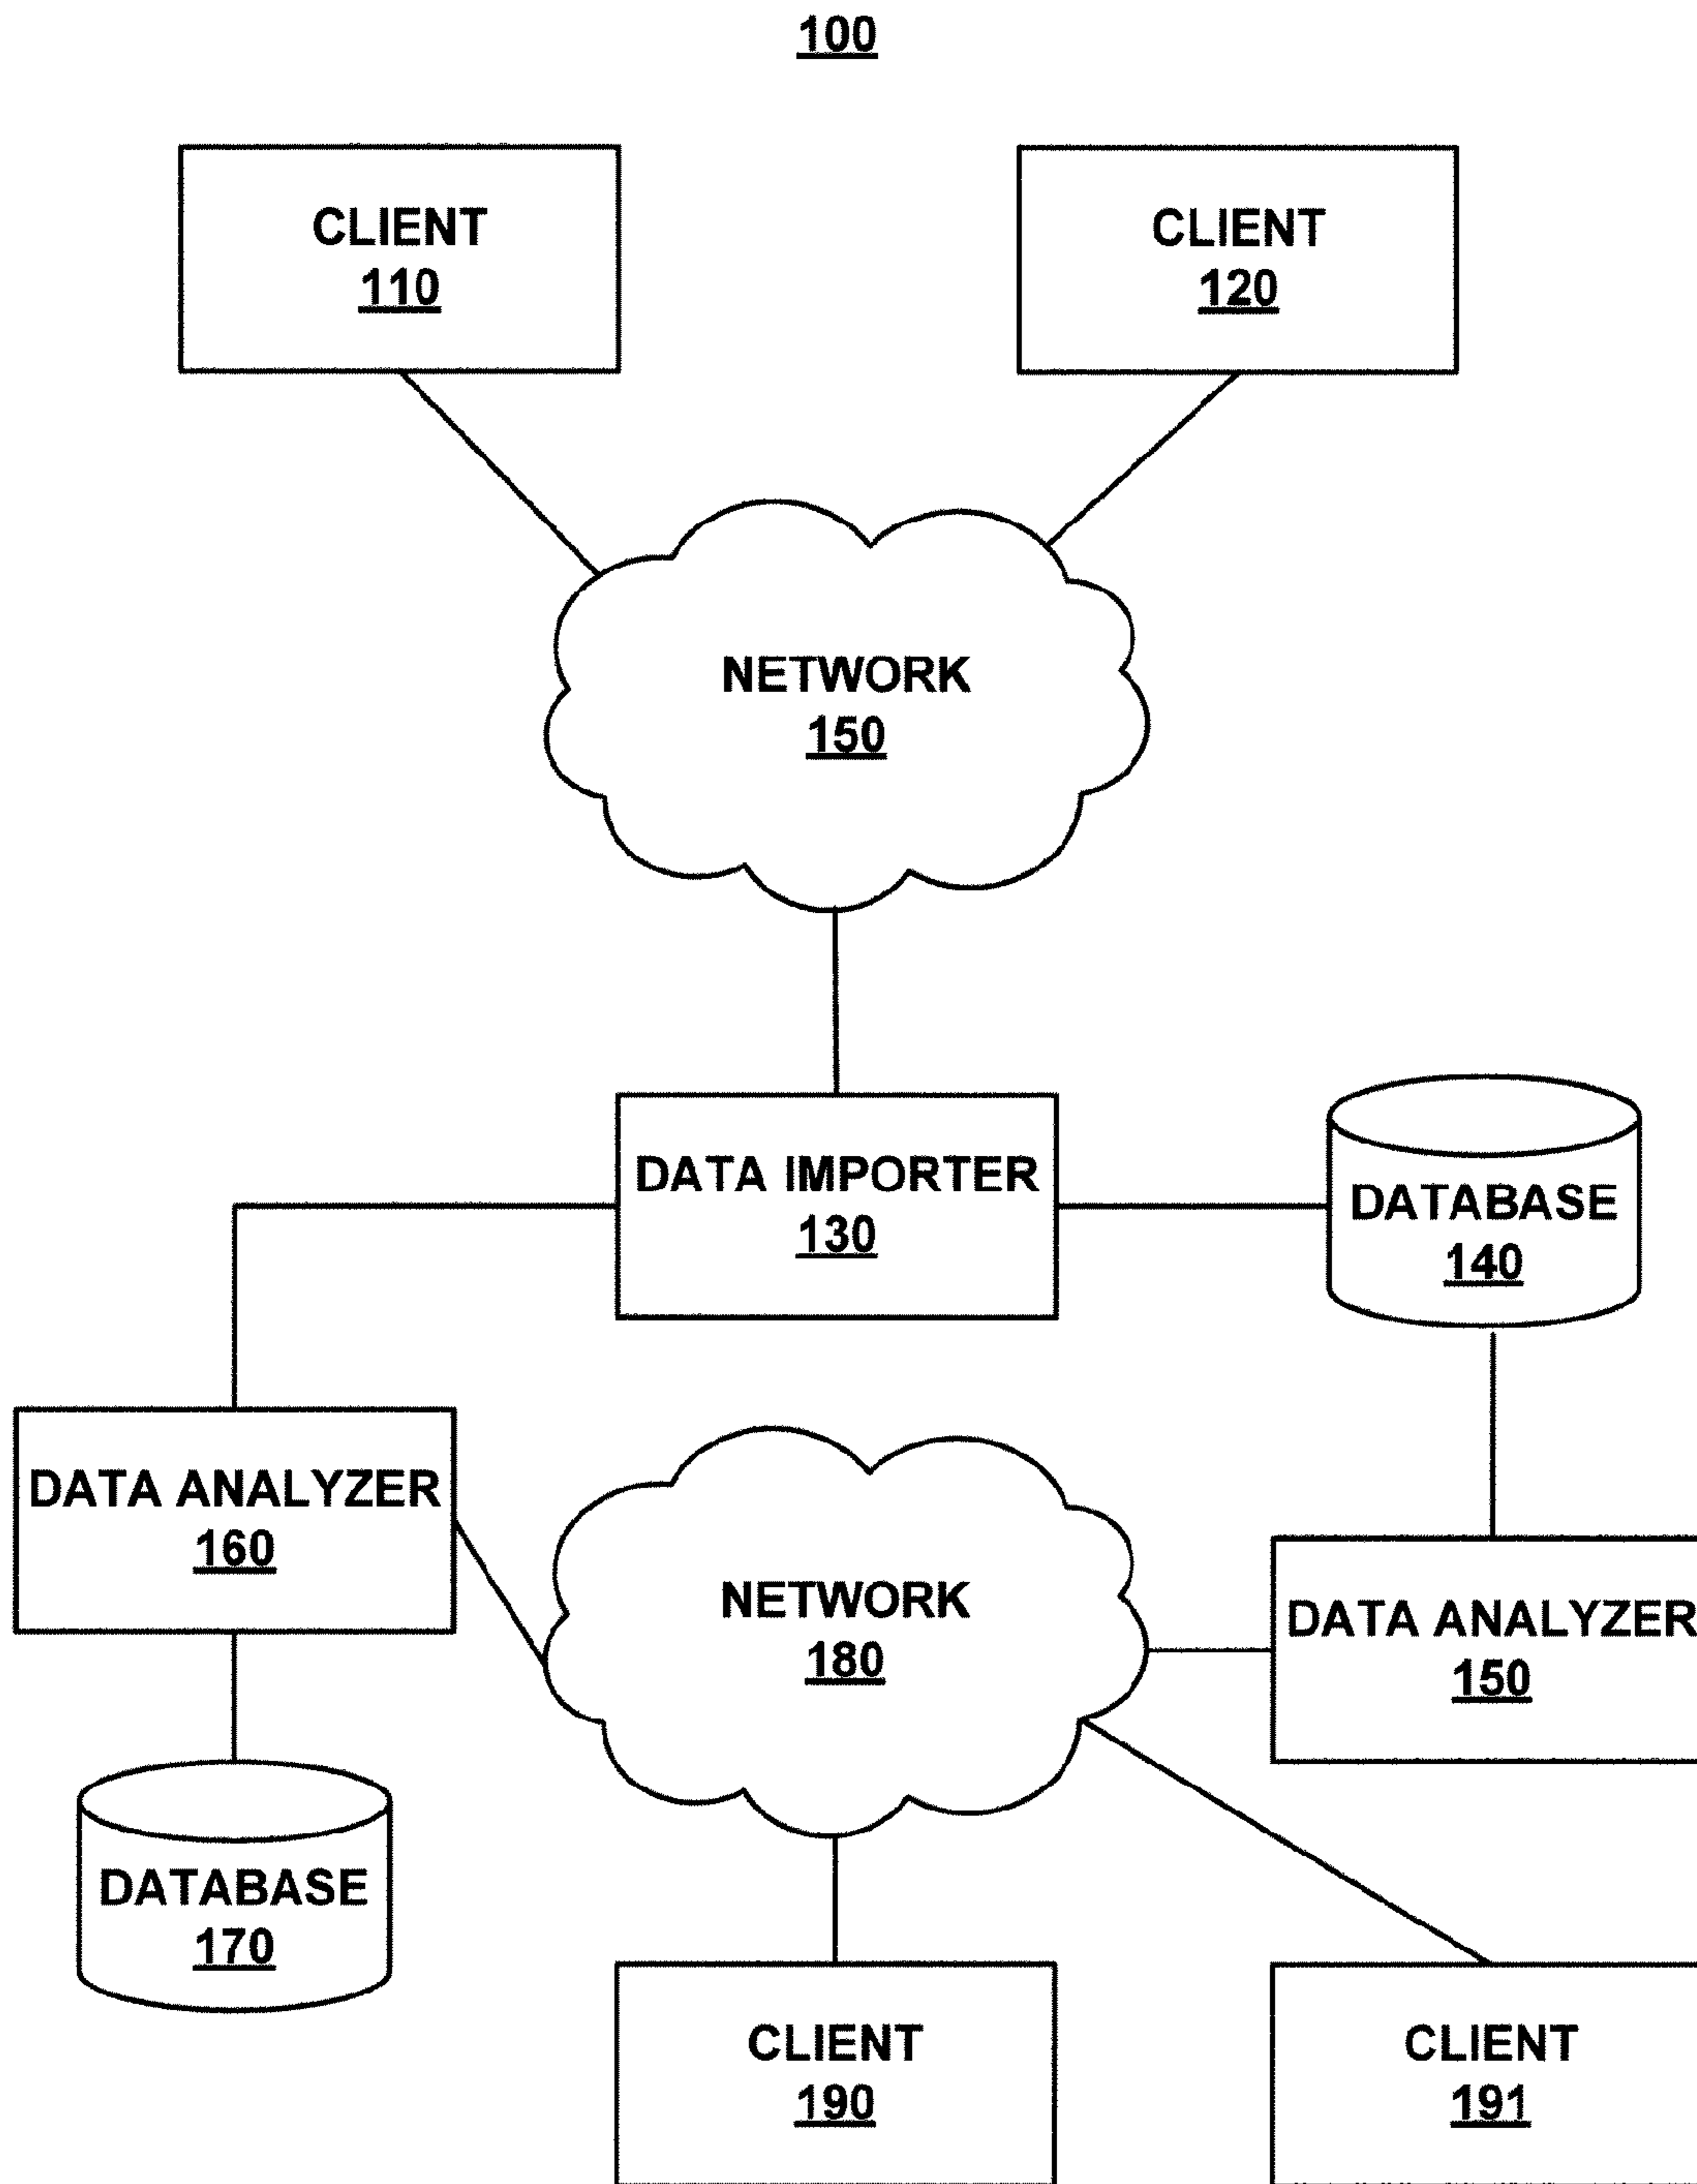 100
CLIENT
110
CLIENT
120
NETWORK
150
DATA IMPORTER
130
DATABASE
140
DATA ANALYZER
160
NETWORK
180
DATA ANALYZER
150
DATABASE
170
CLIENT
190
CLIENT
191